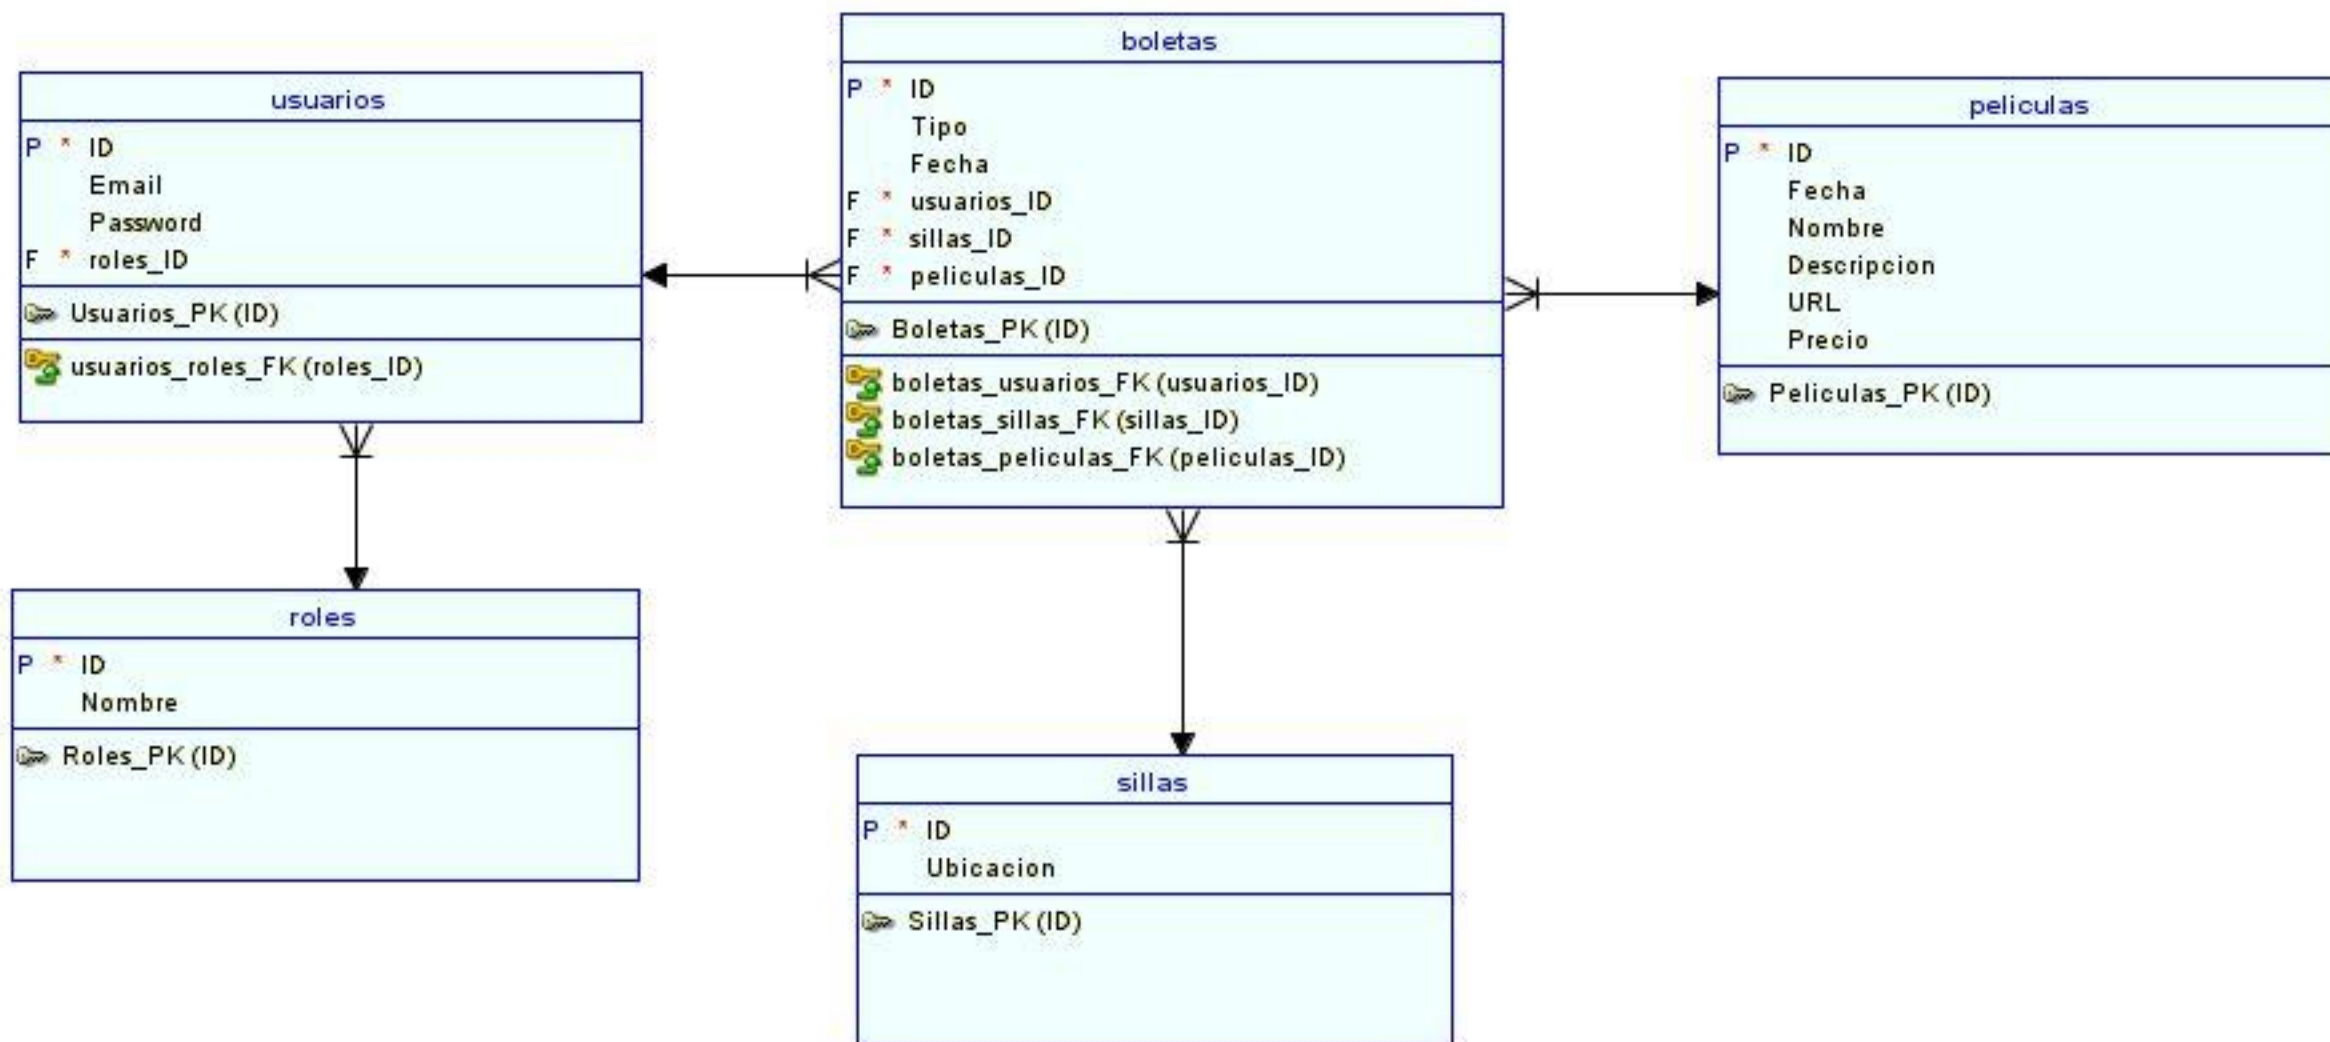 usuarios
P * ID
Email
Password
F * roles_ID
Usuarios_PK (ID)
usuarios_roles_FK (roles_ID)
boletas
P * ID
Tipo
Fecha
F * usuarios_ID
F * sillas_ID
F * peliculas_ID
Boletas_PK (ID)
boletas_usuarios_FK (usuarios_ID)
boletas_sillas_FK (sillas_ID)
boletas_peliculas_FK (peliculas_ID)
peliculas
P * ID
Fecha
Nombre
Descripcion
URL
Precio
Peliculas_PK (ID)
roles
P * ID
Nombre
Roles_PK (ID)
sillas
P * ID
Ubicacion
Sillas_PK (ID)